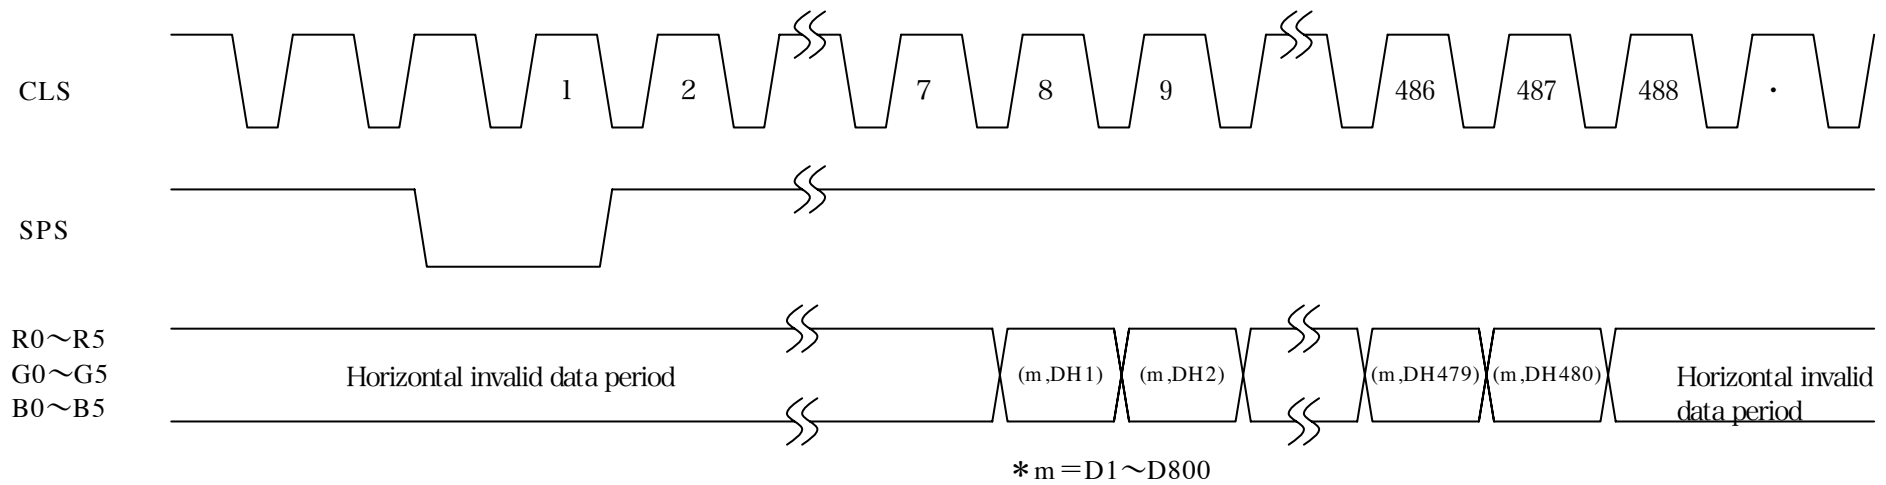 CLS
1 2 7 8 9 486 487 488 ・
SPS
R0～R5
G0～G5
B0～B5
Horizontal invalid data period
(m,DH1) (m,DH2) (m,DH479) (m,DH480)
Horizontal invalid
data period
＊m＝D1～D800